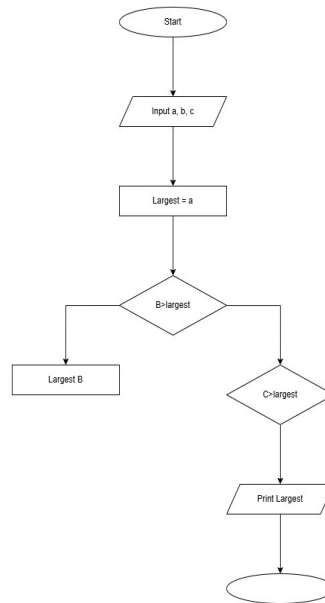 Start
Input a, b, c
Largest = a
B>largest
Largest B
C>largest
Print Largest